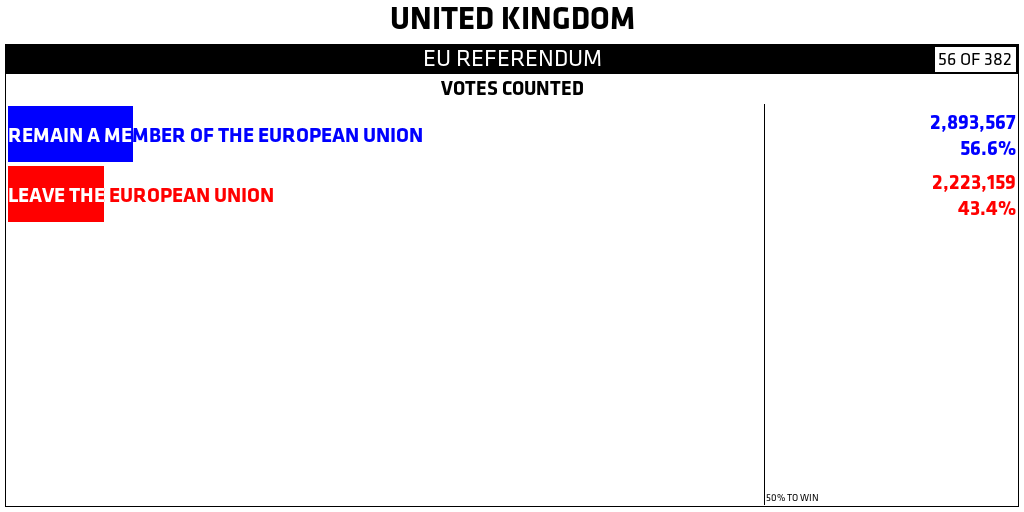 UNITED KINGDOM
EU REFERENDUM
56 OF 382
VOTES COUNTED
REMAIN A MEMBER OF THE EUROPEAN UNION
2,893,567
56.6%
LEAVE THE EUROPEAN UNION
2,223,159
43.4%
50% TO WIN